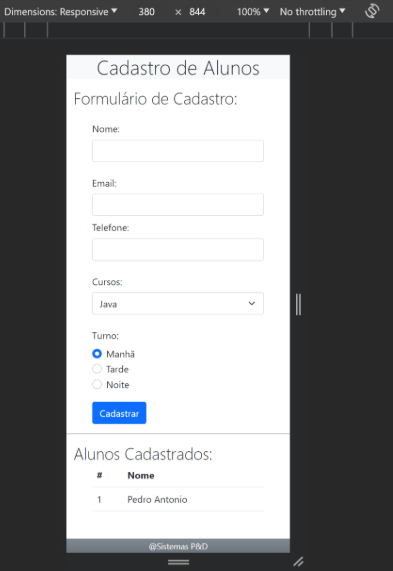 Dimensions: Responsive 380 × 844 100% No throttling
Cadastro de Alunos
Formulário de Cadastro:
Nome:
Email:
Telefone:
Cursos:
Java
Turno:
Manhã
Tarde
Noite
Cadastrar
Alunos Cadastrados:
# Nome
1 Pedro Antonio
@Sistemas P&D